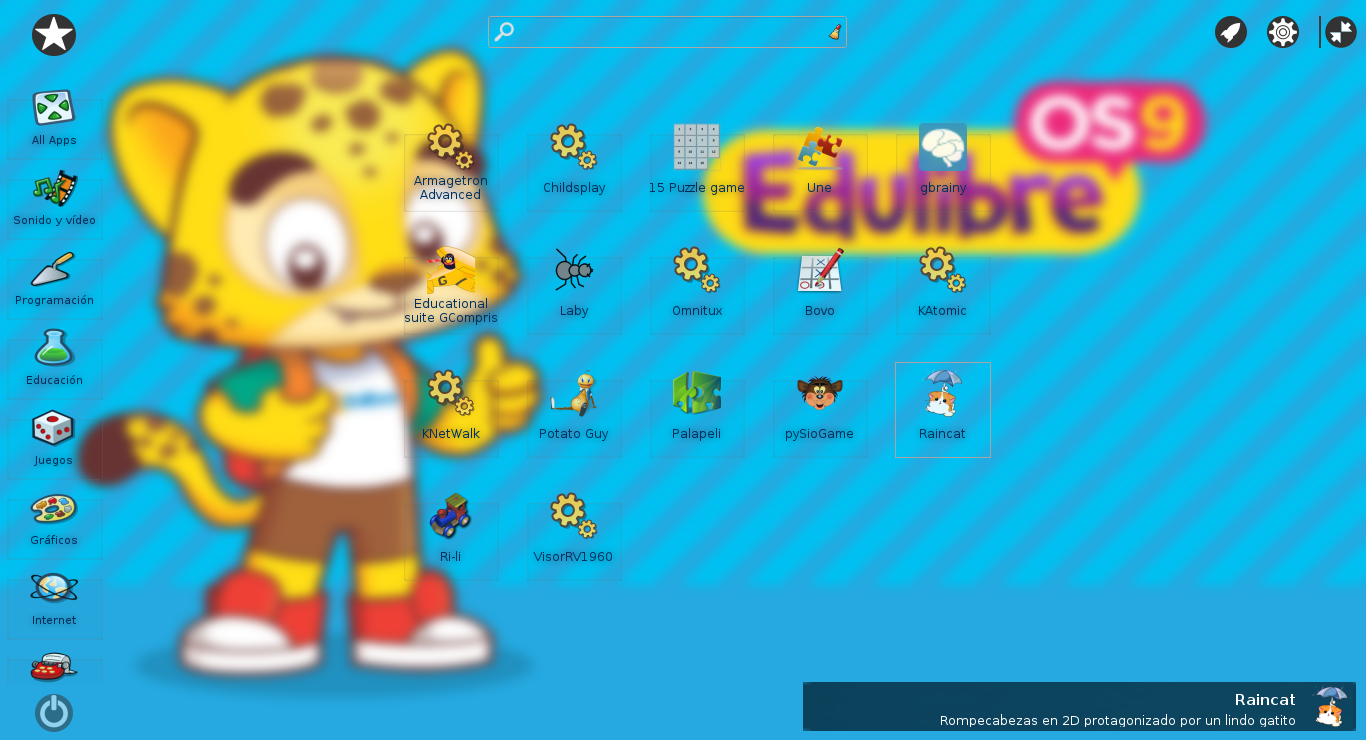 OS9
Edulibre
All Apps
Sonido y vídeo
Programación
Educación
Juegos
Gráficos
Internet
Armagetron
Advanced
Childsplay
15 Puzzle game
Une
gbrainy
Educational
suite GCompris
Laby
Omnitux
Bovo
KAtomic
KNetWalk
Potato Guy
Palapeli
pySioGame
Raincat
Ri-li
VisorRV1960
Raincat
Rompecabezas en 2D protagonizado por un lindo gatito